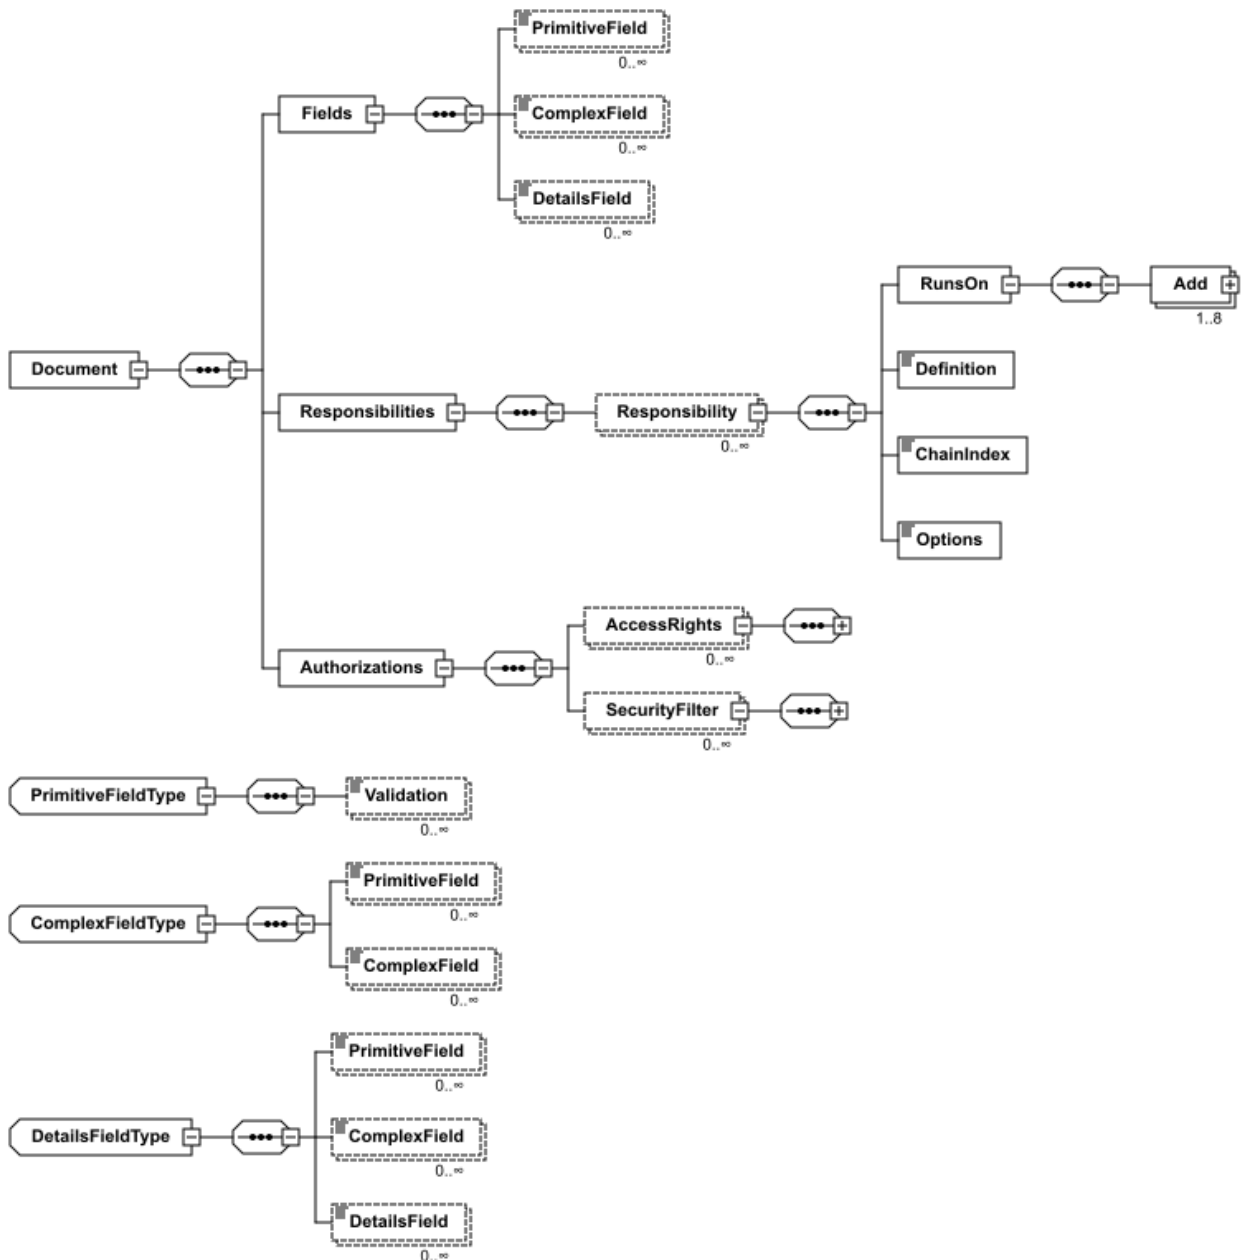 PrimitiveField
0..∞
Fields
ComplexField
0..∞
DetailsField
0..∞
RunsOn
Add
1..8
Document
Definition
Responsibilities
Responsibility
0..∞
ChainIndex
Options
AccessRights
0..∞
Authorizations
SecurityFilter
0..∞
PrimitiveFieldType
Validation
0..∞
PrimitiveField
0..∞
ComplexFieldType
ComplexField
0..∞
PrimitiveField
0..∞
DetailsFieldType
ComplexField
0..∞
DetailsField
0..∞